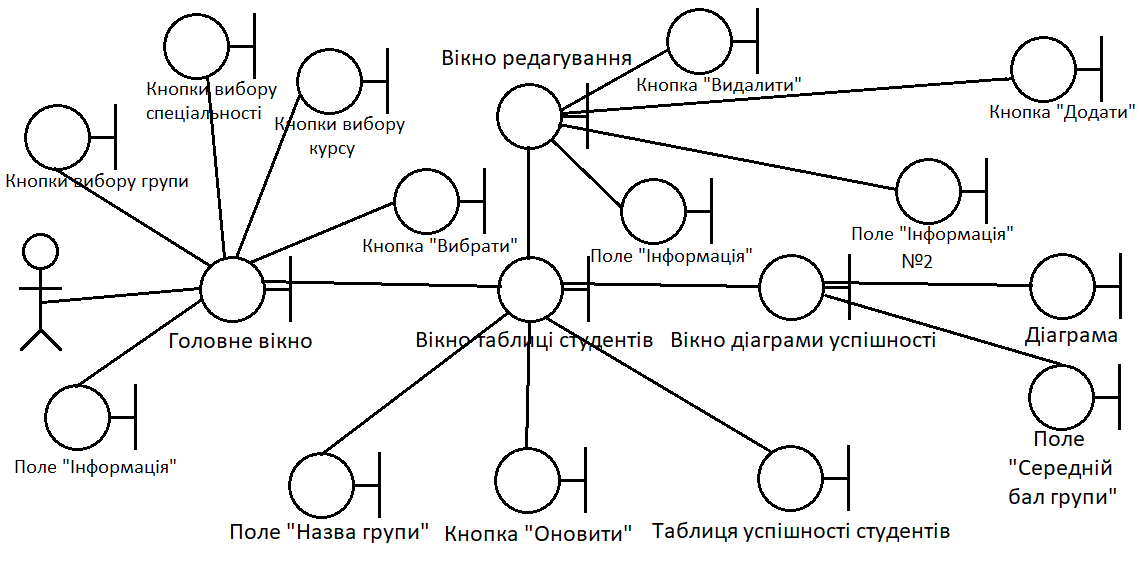 Вікно редагування
Кнопки вибору
спеціальності
Кнопка "Видалити"
Кнопка "Додати"
Кнопки вибору
курсу
Кнопки вибору групи
Кнопка "Вибрати"
Поле "Інформація"
Поле "Інформація"
№2
Головне вікно
Вікно таблиці студентів
Вікно діаграми успішності
Діаграма
Поле "Інформація"
Поле
"Середній
бал групи"
Поле "Назва групи"
Кнопка "Оновити"
Таблиця успішності студентів